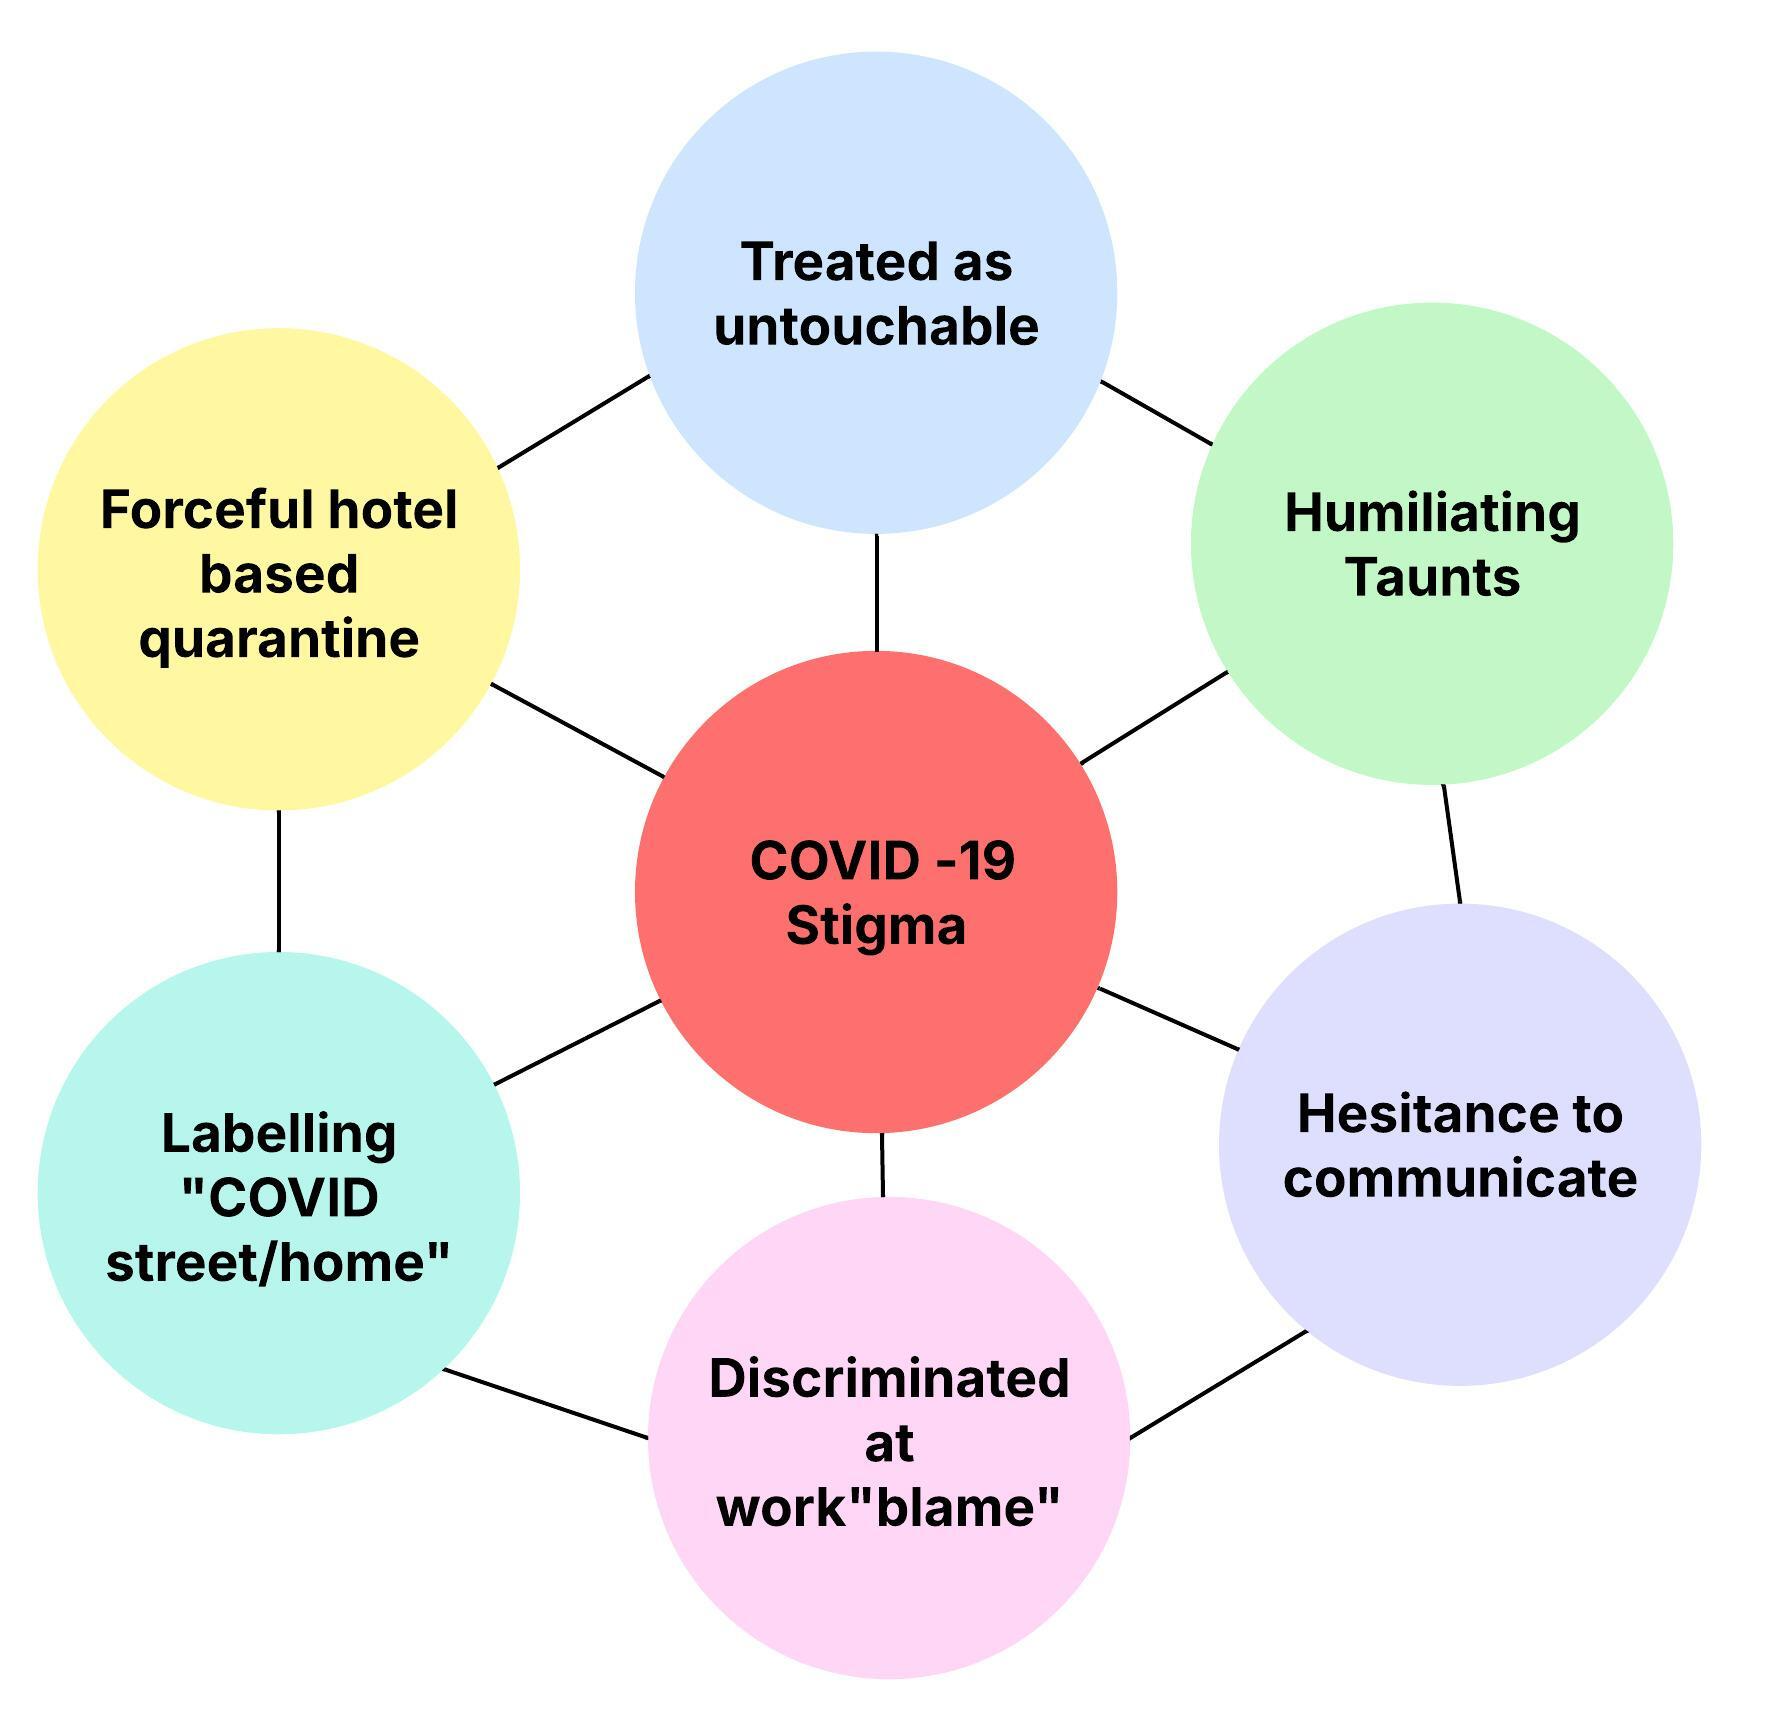 Treated as
untouchable
Humiliating
Taunts
Forceful hotel
based
quarantine
COVID -19
Stigma
Hesitance to
communicate
Labelling
"COVID
street/home"
Discriminated
at
work"blame"